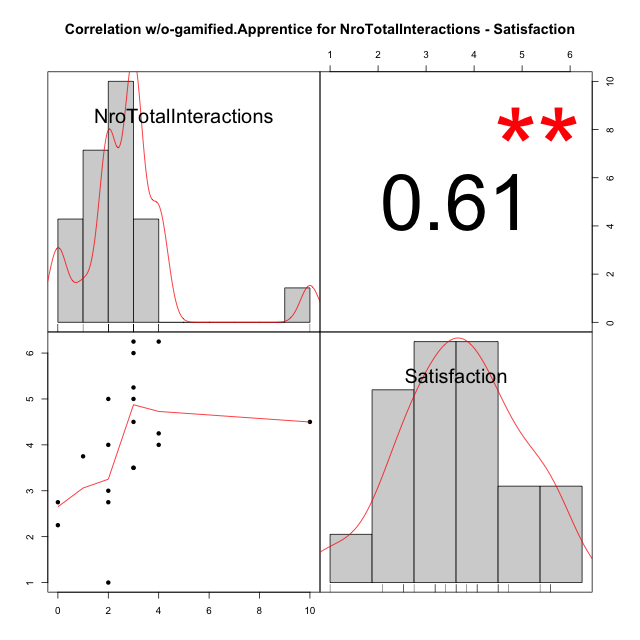 Correlation w/o-gamified.Apprentice for NroTotalInteractions - Satisfaction
1 2 3 4 5 6
NroTotalInteractions
**
0.61
10
8
6
4
2
0
6
5
4
3
2
1
Satisfaction
0 2 4 6 8 10